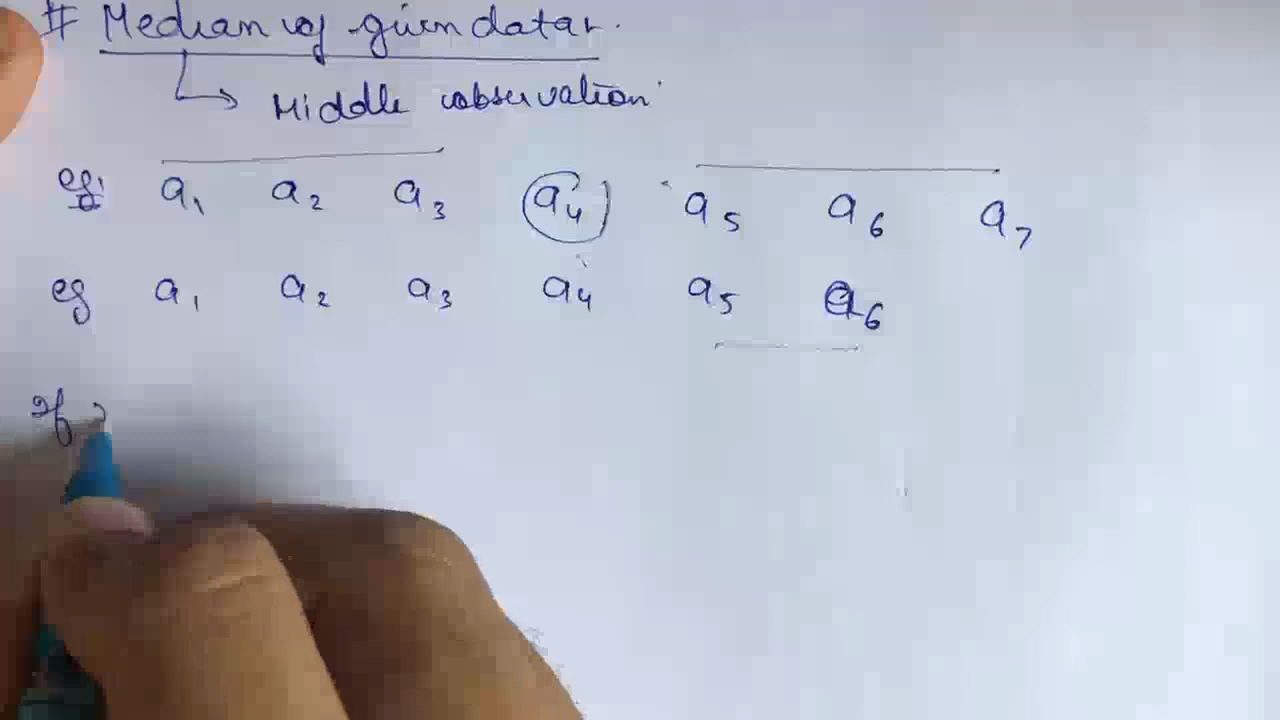 # Median of given data.
↳ Middle observation
eg: a₁ a₂ a₃ a₄ a₅ a₆ a₇
eg a₁ a₂ a₃ a₄ a₅ a₆
If